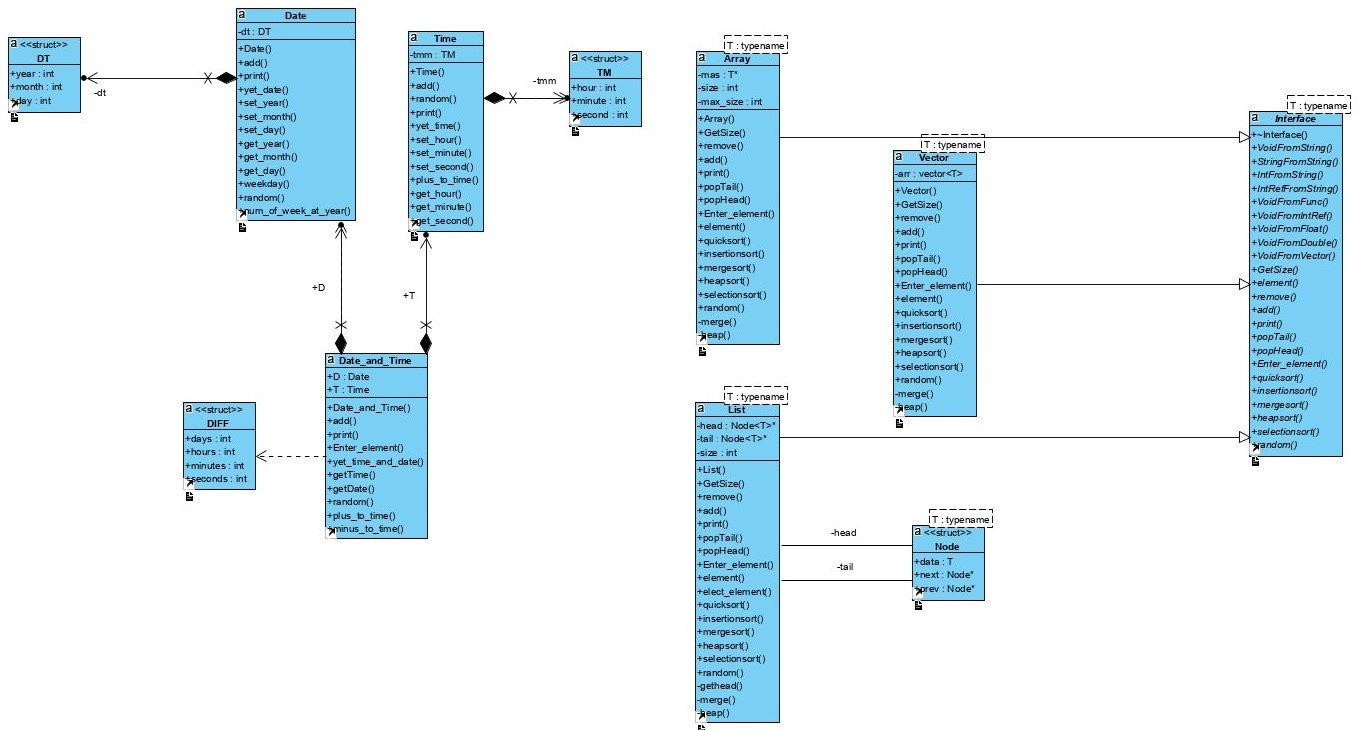 <<struct>>
DT
+year : int
+month : int
+day : int
-dt
Date
-dt : DT
+Date()
+add()
+print()
+yet_date()
+set_year()
+set_month()
+set_day()
+get_year()
+get_month()
+get_day()
+weekday()
+random()
+num_of_week_at_year()
Time
-tmm : TM
+Time()
+add()
+random()
+print()
+yet_time()
+set_hour()
+set_minute()
+set_second()
+plus_to_time()
+get_hour()
+get_minute()
+get_second()
-tmm
<<struct>>
TM
+hour : int
+minute : int
+second : int
+D
+T
Date_and_Time
+D : Date
+T : Time
+Date_and_Time()
+add()
+print()
+Enter_element()
+yet_time_and_date()
+getTime()
+getDate()
+random()
+plus_to_time()
+minus_to_time()
<<struct>>
DIFF
+days : int
+hours : int
+minutes : int
+seconds : int
T : typename
Array
-mas : T*
-size : int
-max_size : int
+Array()
+GetSize()
+remove()
+add()
+print()
+popTail()
+popHead()
+Enter_element()
+element()
+quicksort()
+insertionsort()
+mergesort()
+heapsort()
+selectionsort()
+random()
-merge()
-heap()
T : typename
Vector
-arr : vector<T>
+Vector()
+GetSize()
+remove()
+add()
+print()
+popTail()
+popHead()
+Enter_element()
+element()
+quicksort()
+insertionsort()
+mergesort()
+heapsort()
+selectionsort()
+random()
-merge()
-heap()
T : typename
Interface
+~Interface()
+VoidFromString()
+StringFromString()
+IntFromString()
+IntRefFromString()
+VoidFromFunc()
+VoidFromIntRef()
+VoidFromFloat()
+VoidFromDouble()
+VoidFromVector()
+GetSize()
+element()
+remove()
+add()
+print()
+popTail()
+popHead()
+Enter_element()
+quicksort()
+insertionsort()
+mergesort()
+heapsort()
+selectionsort()
+random()
T : typename
List
-head : Node<T>*
-tail : Node<T>*
-size : int
+List()
+GetSize()
+remove()
+add()
+print()
+popTail()
+popHead()
+Enter_element()
+element()
+elect_element()
+quicksort()
+insertionsort()
+mergesort()
+heapsort()
+selectionsort()
+random()
-gethead()
-merge()
-heap()
-head
-tail
T : typename
<<struct>>
Node
+data : T
+next : Node*
+prev : Node*